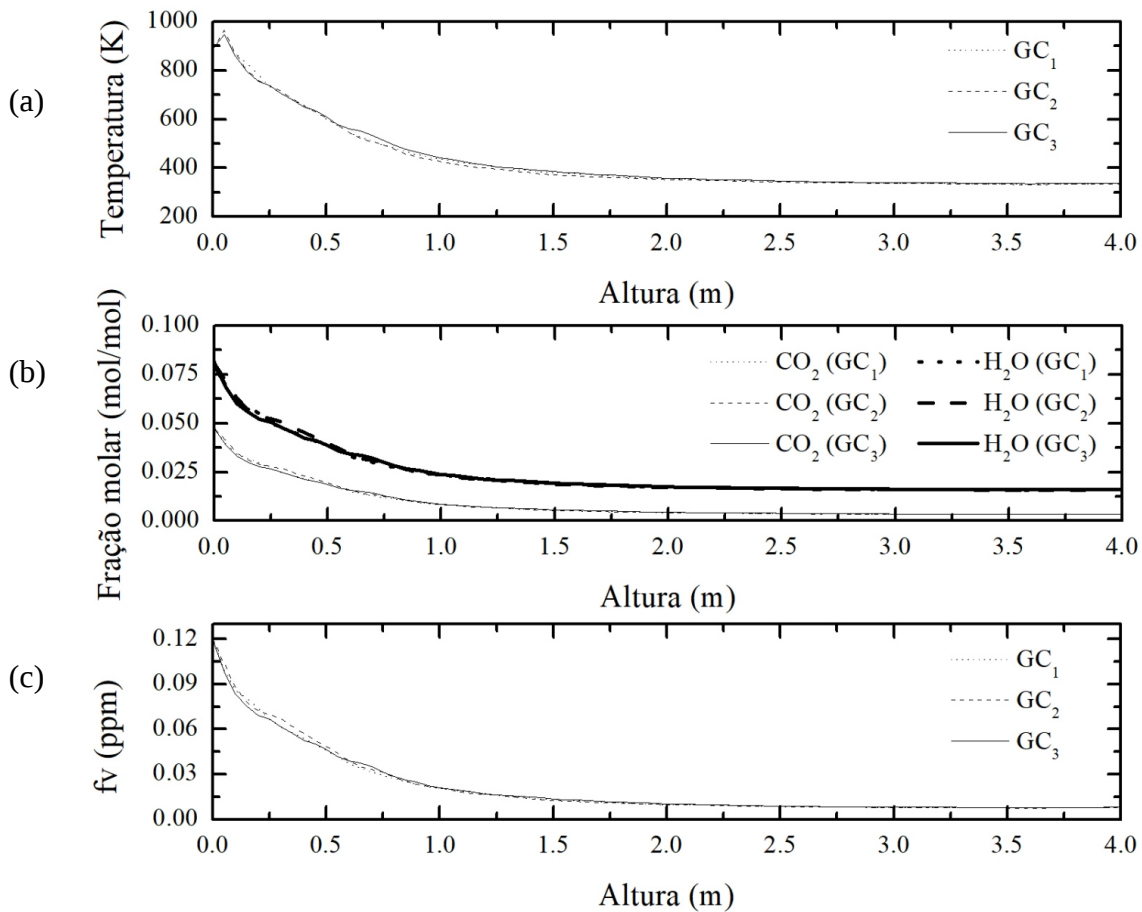 (a)
Temperatura (K)
1000
800
600
400
200
GC₁
GC₂
GC₃
0.0 0.5 1.0 1.5 2.0 2.5 3.0 3.5 4.0
Altura (m)
(b)
Fração molar (mol/mol)
0.100
0.075
0.050
0.025
0.000
CO₂ (GC₁) H₂O (GC₁)
CO₂ (GC₂) H₂O (GC₂)
CO₂ (GC₃) H₂O (GC₃)
0.0 0.5 1.0 1.5 2.0 2.5 3.0 3.5 4.0
Altura (m)
(c)
fv (ppm)
0.12
0.09
0.06
0.03
0.00
GC₁
GC₂
GC₃
0.0 0.5 1.0 1.5 2.0 2.5 3.0 3.5 4.0
Altura (m)